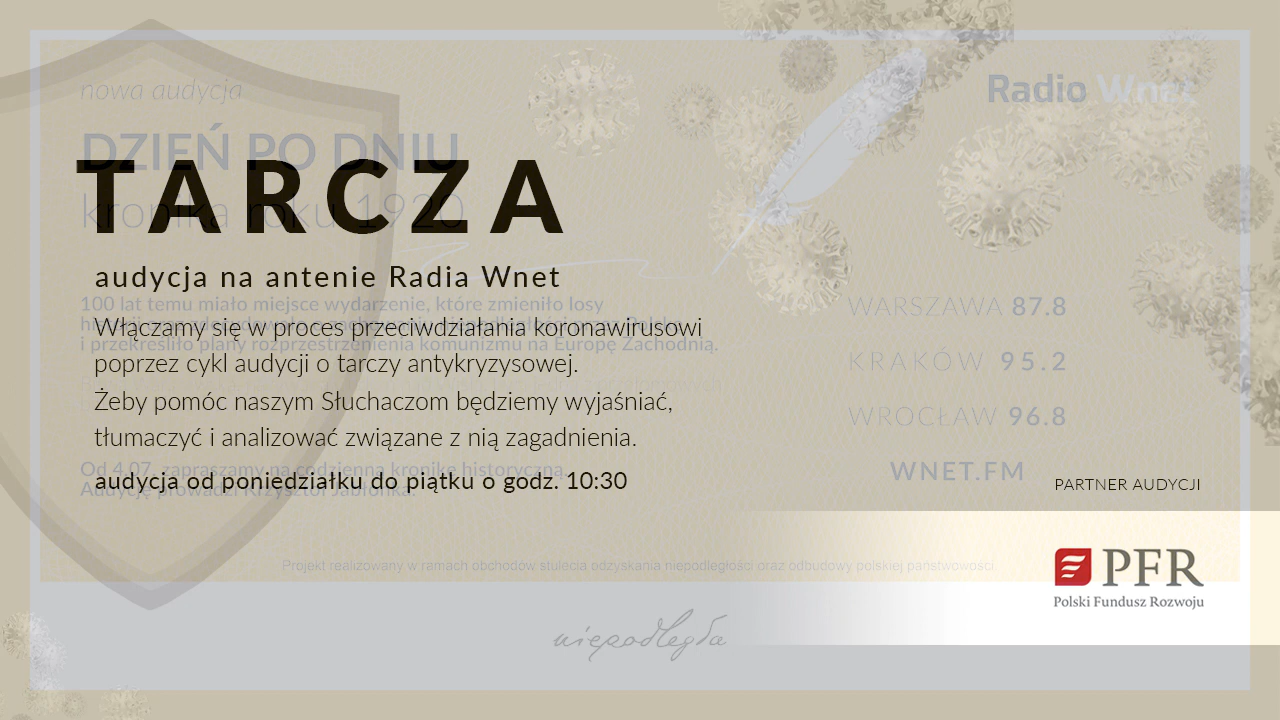 nowa audycja
Radio Wnet
DZIEŃ PO DNIU
TARCZA
kronika roku 1920
audycja na antenie Radia Wnet
100 lat temu miało miejsce wydarzenie, które zmieniło losy
i przekreśliło plany rozprzestrzenienia komunizmu na Europę Zachodnią.
Włączamy się w proces przeciwdziałania koronawirusowi
poprzez cykl audycji o tarczy antykryzysowej.
Żeby pomóc naszym Słuchaczom będziemy wyjaśniać,
tłumaczyć i analizować związane z nią zagadnienia.
Od 4.07. zapraszamy na codzienną kronikę historyczną.
audycja od poniedziałku do piątku o godz. 10:30
Audycję prowadzi Krzysztof Jabłonka.
WARSZAWA 87.8
KRAKÓW 95.2
WROCŁAW 96.8
WNET.FM
PARTNER AUDYCJI
PFR
Polski Fundusz Rozwoju
Projekt realizowany w ramach obchodów stulecia odzyskania niepodległości oraz odbudowy polskiej państwowości
niepodległa